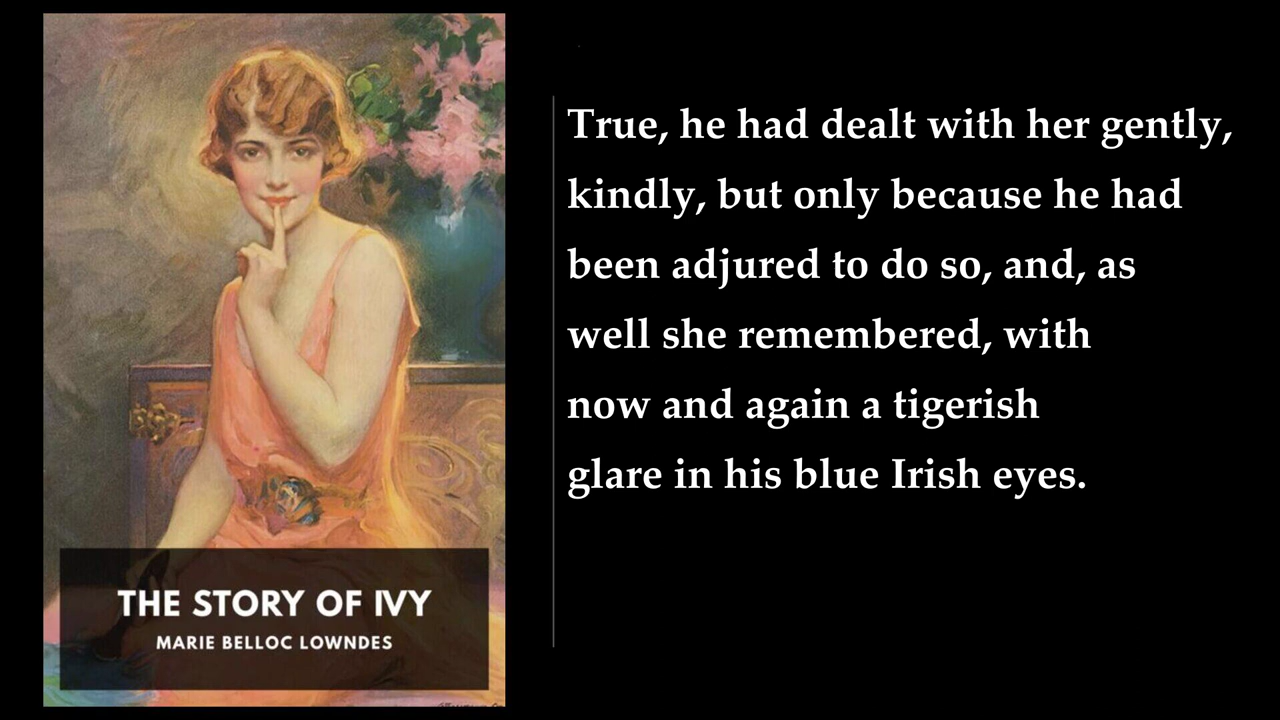 THE STORY OF IVY
MARIE BELLOC LOWNDES
True, he had dealt with her gently,
kindly, but only because he had
been adjured to do so, and, as
well she remembered, with
now and again a tigerish
glare in his blue Irish eyes.